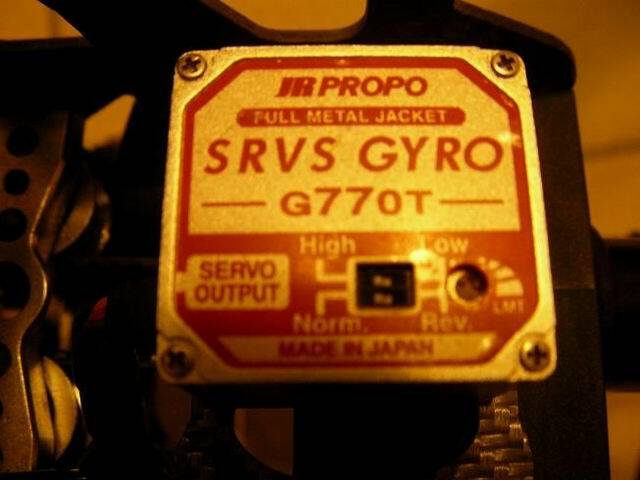 JR PROPO
FULL METAL JACKET
SRVS GYRO
G770T
High Low
SERVO
OUTPUT
LMT
Norm. Rev.
MADE IN JAPAN